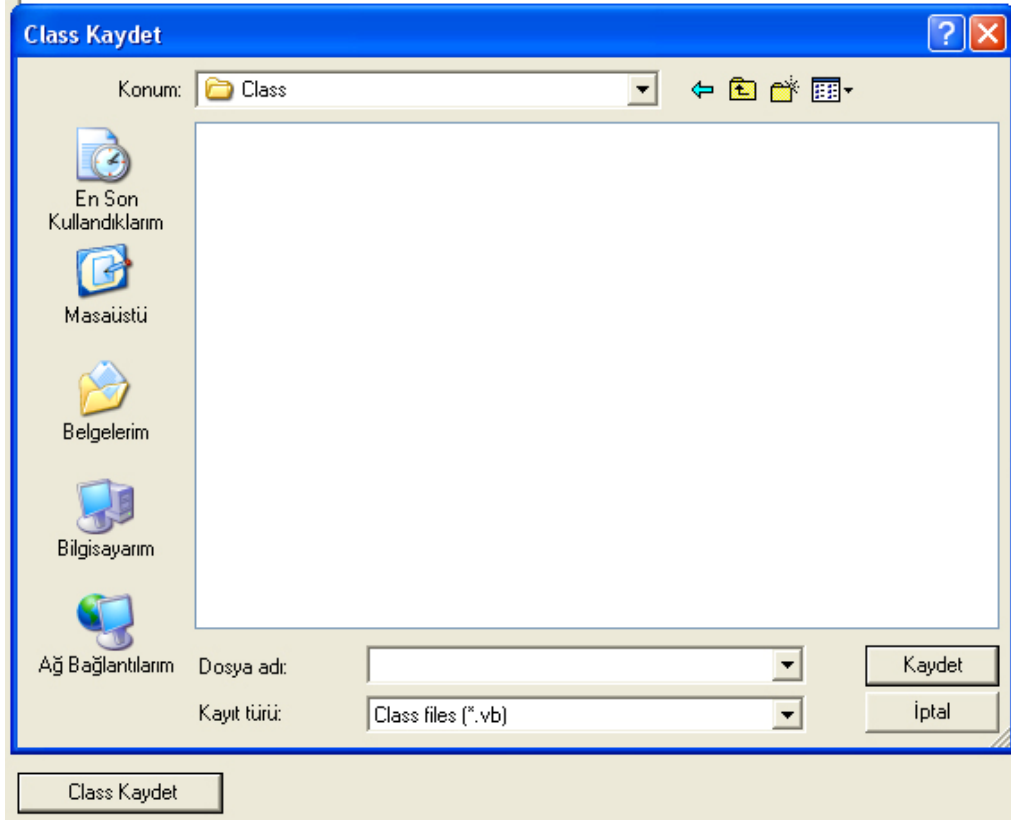 Class Kaydet
Konum:
Class
En Son
Kullandıklarım
Masaüstü
Belgelerim
Bilgisayarım
Ağ Bağlantılarım
Dosya adı:
Kaydet
Kayıt türü:
Class files (*.vb)
İptal
Class Kaydet